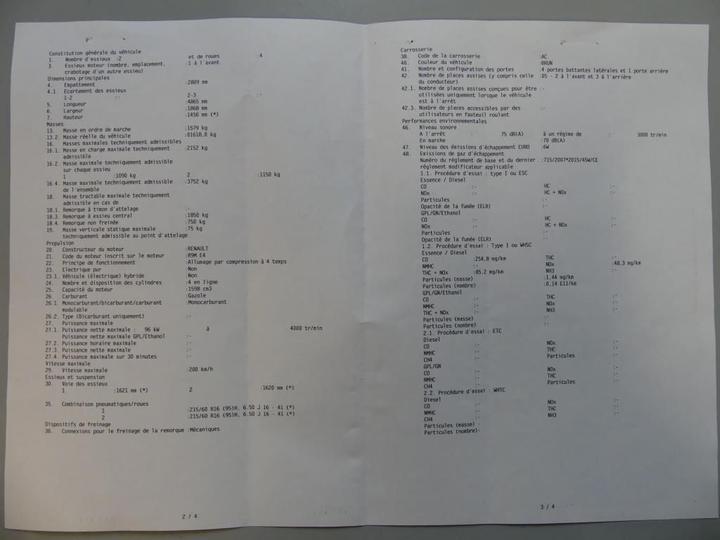 Constitution générale du véhicule
1. Nombre d'essieux :2 et de roues :4
3. Essieux moteur (nombre, emplacement, :1 à l'avant
crabotage d'un autre essieu)
Dimensions principales
4. Empattement :2809 mm
4.1 Ecartement des essieux
1-2 :- 2-3 :-
5. Longueur :4865 mm
6. Largeur :1868 mm
7. Hauteur :1456 mm (*)
Masses
13. Masse en ordre de marche :1579 kg
13.2. Masse réelle du véhicule :01618,0 kg
16. Masses maximales techniquement admissibles
16.1. Masse en charge maximale techniquement :2152 kg
admissible
16.2. Masse maximale techniquement admissible
sur chaque essieu
1 :1090 kg 2 :1150 kg
16.4. Masse maximale techniquement admissible :3752 kg
de l'ensemble
18. Masse tractable maximale techniquement
admissible en cas de
18.1. Remorque à timon d'attelage :-
18.3. Remorque à essieu central :1850 kg
18.4. Remorque non freinée :750 kg
19. Masse verticale statique maximale :75 kg
techniquement admissible au point d'attelage
Propulsion
20. Constructeur du moteur :RENAULT
21. Code du moteur inscrit sur le moteur :R9M E4
22. Principe de fonctionnement :Allumage par compression à 4 temps
23. Electrique pur :Non
23.1. Véhicule (électrique) hybride :Non
24. Nombre et disposition des cylindres :4 en ligne
25. Capacité du moteur :1598 cm3
26. Carburant :Gazole
26.1. Monocarburant/bicarburant/carburant :Monocarburant
modulable
26.2. Type (Bicarburant uniquement) :-
27. Puissance maximale
27.1. Puissance nette maximale : 96 kW à 4000 tr/min
Puissance nette maximale GPL/Ethanol :-
27.2. Puissance horaire maximale :-
27.3. Puissance nette maximale :-
27.4. Puissance maximale sur 30 minutes :-
Vitesse maximale
29. Vitesse maximale :200 km/h
Essieux et suspension
30. Voie des essieux
1 :1621 mm (*) 2 :1620 mm (*)
35. Combinaison pneumatiques/roues
1 :215/60 R16 (95)H, 6.50 J 16 - 41 (*)
2 :215/60 R16 (95)H, 6.50 J 16 - 41 (*)
Dispositifs de freinage
36. Connexions pour le freinage de la remorque :Mécaniques
2 / 4
Carrosserie
38. Code de la carrosserie :AC
40. Couleur du véhicule :BRUN
41. Nombre et configuration des portes :4 portes battantes latérales et 1 porte arrière
42. Nombre de places assises (y compris celle :05 - 2 à l'avant et 3 à l'arrière
du conducteur)
42.1. Nombre de places assises conçues pour être :-
utilisées uniquement lorsque le véhicule
est à l'arrêt
42.3. Nombre de places accessibles par des :-
utilisateurs en fauteuil roulant
Performances environnementales
46. Niveau sonore
A l'arrêt : 75 dB(A) à un régime de : 3000 tr/min
En marche :70 dB(A)
47. Niveau des émissions d'échappement EURO :6W
48. Emissions de gaz d'échappement
Numéro du règlement de base et du dernier :715/2007*2015/45W/CI
règlement modificateur applicable
1.1. Procédure d'essai : type I ou ESC
Essence / Diesel
CO :- HC :-
NOx :- HC + NOx :-
Particules :-
Opacité de la fumée (ELR) :-
GPL/GN/Ethanol
CO :- HC :-
NOx :- HC + NOx :-
Particules :-
Opacité de la fumée (ELR) :-
1.2. Procédure d'essai : Type I ou WHSC
Essence / Diesel
CO :254.8 mg/km THC :-
NMHC :- NOx :48.3 mg/km
THC + NOx :85.2 mg/km NH3 :-
Particules (masse) :1.44 mg/km
Particules (nombre) :0.14 E11/km
GPL/GN/Ethanol
CO :- THC :-
NMHC :- NOx :-
THC + NOx :- NH3 :-
Particules (masse) :-
Particules (nombre) :-
2.1. Procédure d'essai : ETC
Diesel
CO :- NOx :-
NMHC :- THC :-
CH4 :- Particules :-
GPL/GN
CO :- NOx :-
NMHC :- THC :-
CH4 :- Particules :-
2.2. Procédure d'essai : WHTC
Diesel
CO :- NOx :-
NMHC :- THC :-
CH4 :- NH3 :-
Particules (masse) :-
Particules (nombre):-
3 / 4